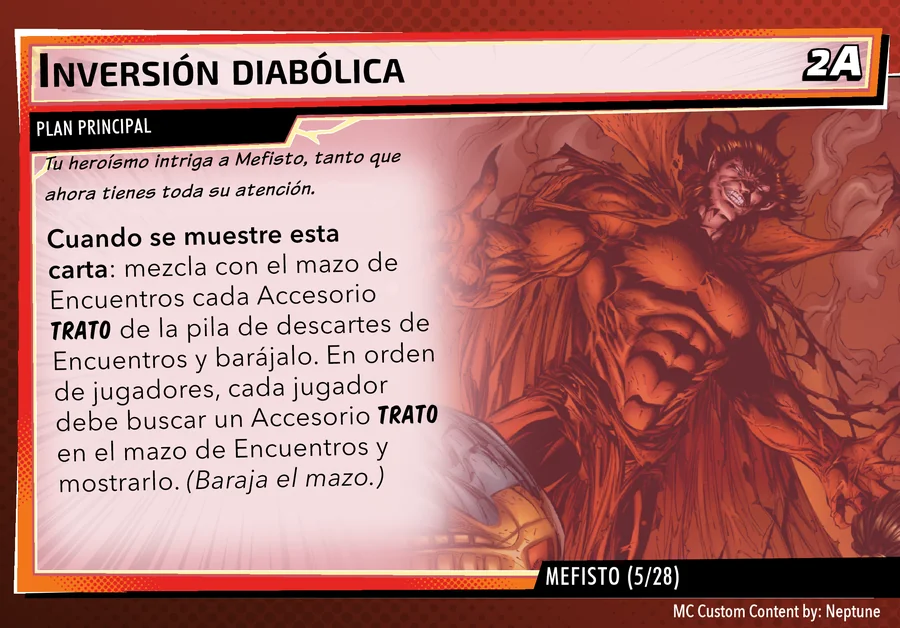 INVERSIÓN DIABÓLICA
2A
PLAN PRINCIPAL
Tu heroísmo intriga a Mefisto, tanto que
ahora tienes toda su atención.
Cuando se muestre esta
carta: mezcla con el mazo de
Encuentros cada Accesorio
TRATO de la pila de descartes de
Encuentros y barájalo. En orden
de jugadores, cada jugador
debe buscar un Accesorio TRATO
en el mazo de Encuentros y
mostrarlo. (Baraja el mazo.)
MEFISTO (5/28)
MC Custom Content by: Neptune